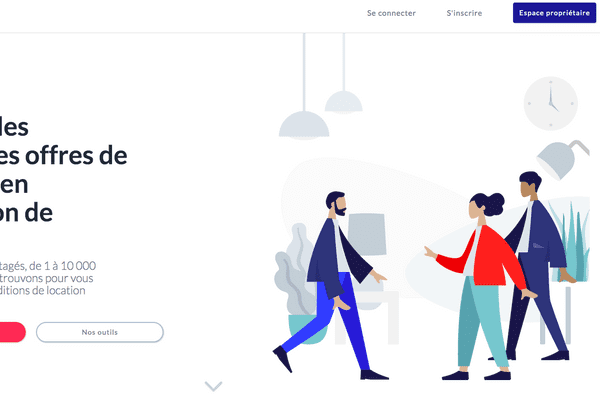 Se connecter
S'inscrire
Espace propriétaire
les
es offres de
en
on de
tagés, de 1 à 10 000
trouvons pour vous
ditions de location
Nos outils